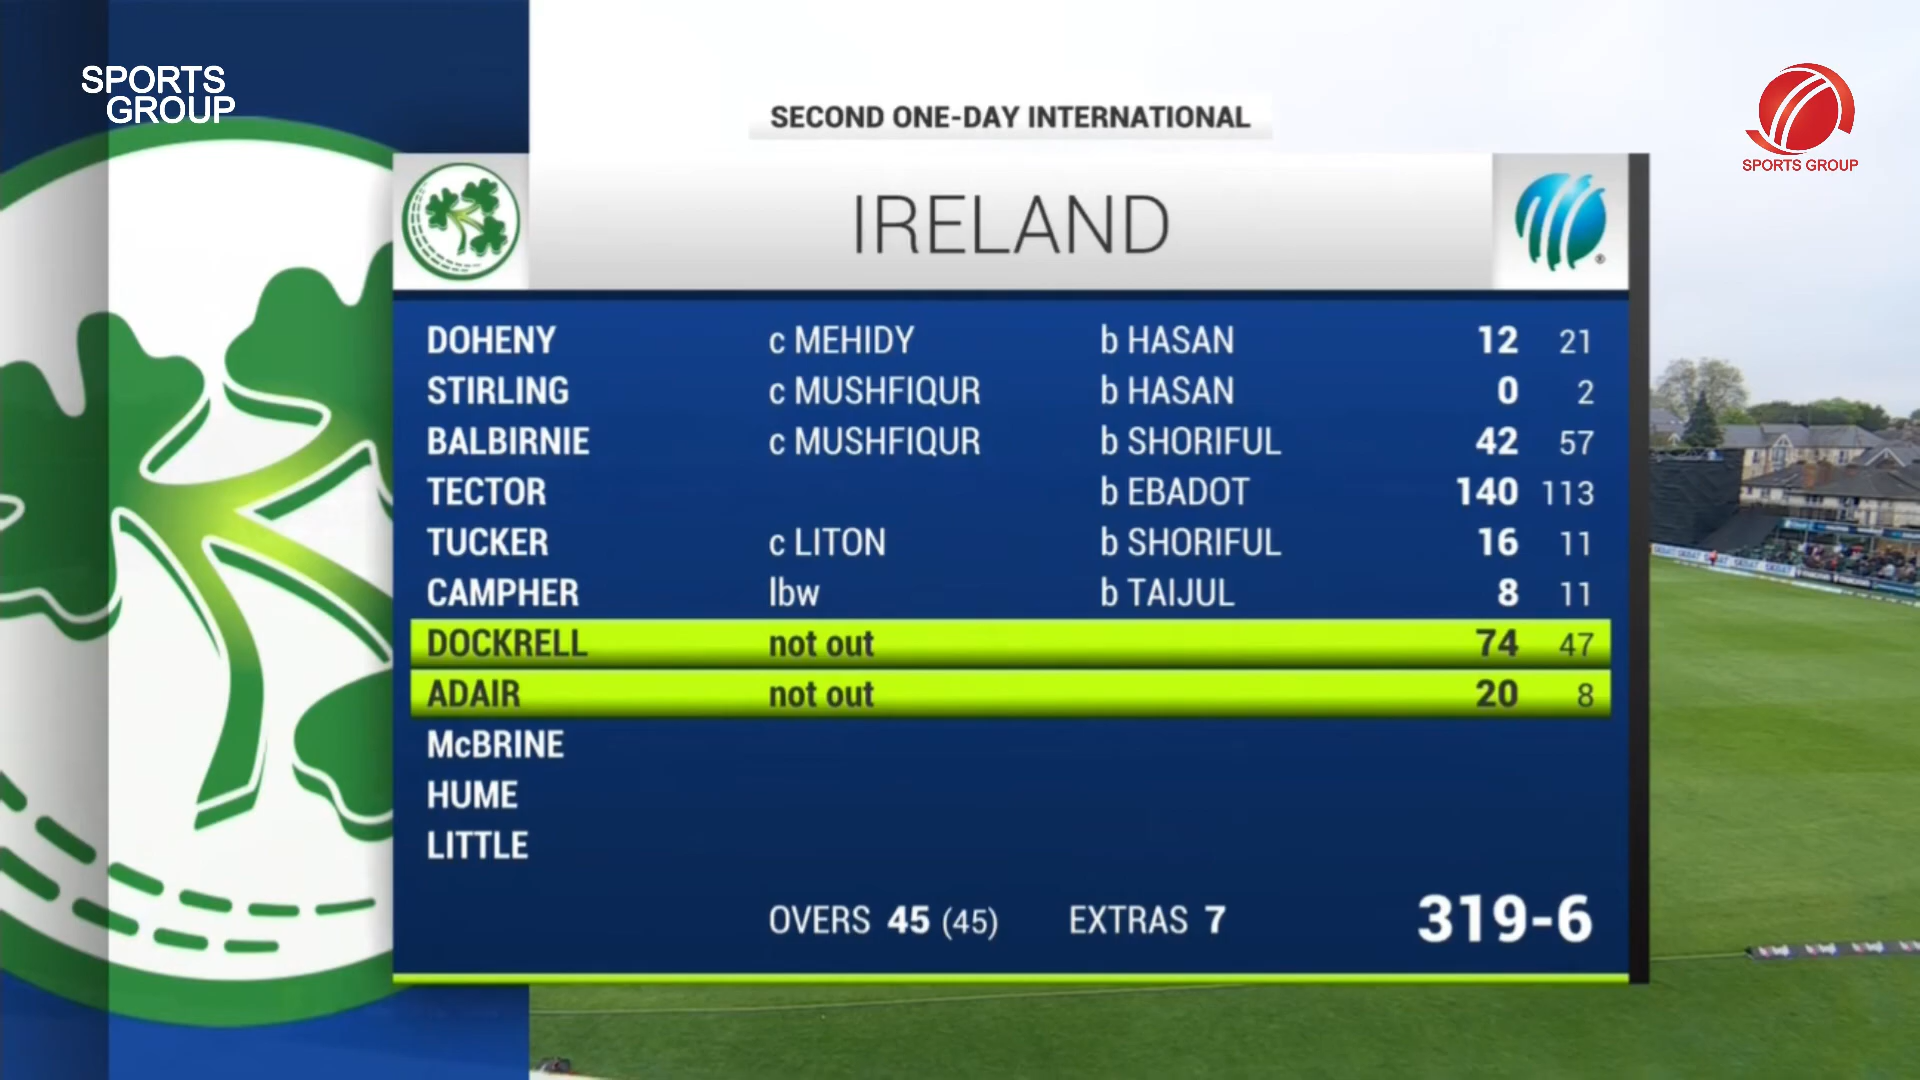 SPORTS
GROUP
SPORTS GROUP
SECOND ONE-DAY INTERNATIONAL
IRELAND
DOHENY c MEHIDY b HASAN 12 21
STIRLING c MUSHFIQUR b HASAN 0 2
BALBIRNIE c MUSHFIQUR b SHORIFUL 42 57
TECTOR b EBADOT 140 113
TUCKER c LITON b SHORIFUL 16 11
CAMPHER lbw b TAIJUL 8 11
DOCKRELL not out 74 47
ADAIR not out 20 8
McBRINE
HUME
LITTLE
OVERS 45 (45) EXTRAS 7 319-6